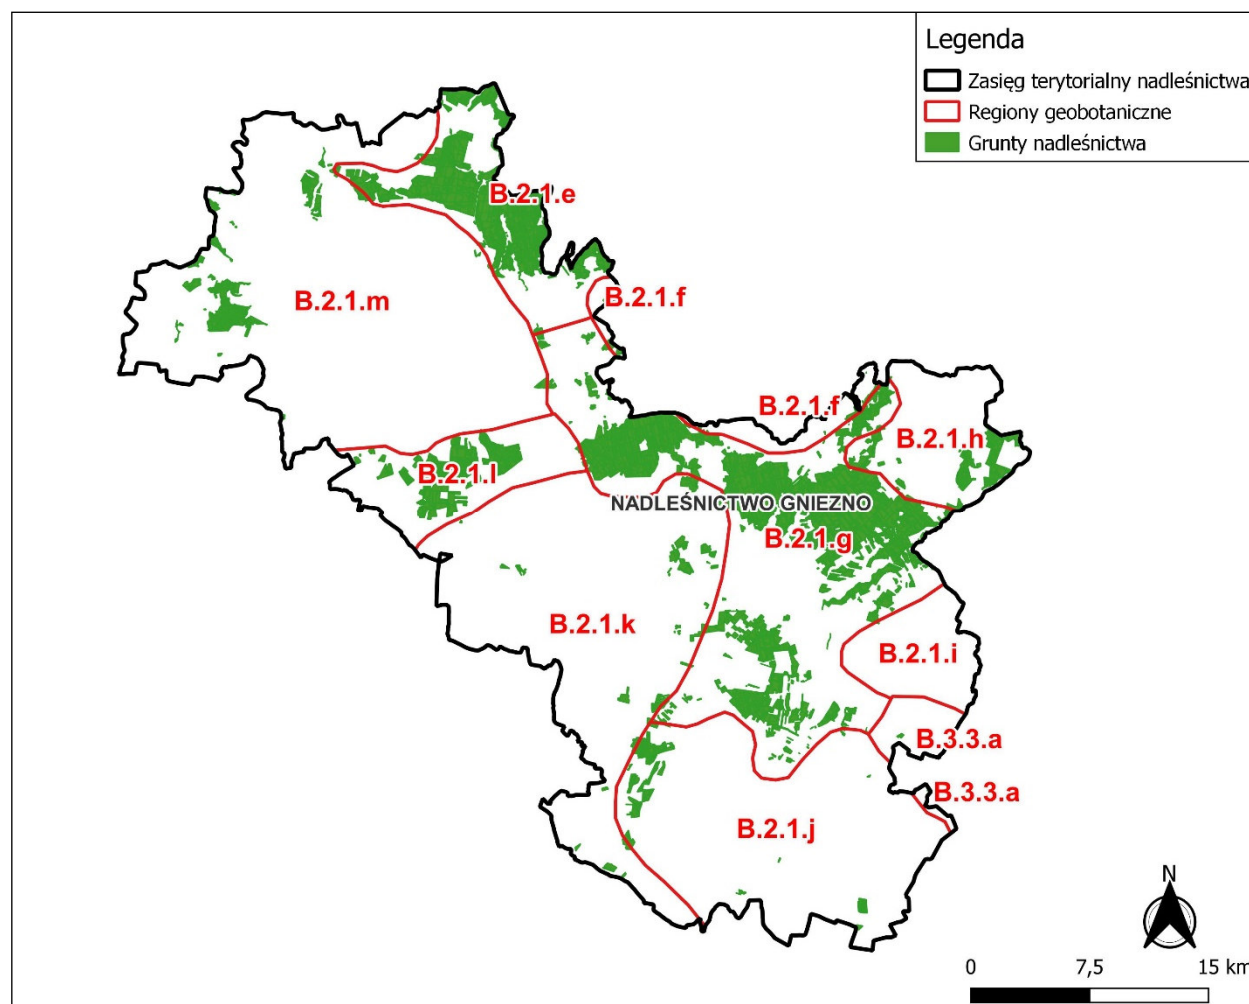 Legenda
Zasięg terytorialny nadleśnictwa
Regiony geobotaniczne
Grunty nadleśnictwa
B.2.1.e
B.2.1.m
B.2.1.f
B.2.1.f
B.2.1.h
B.2.1.l
NADLEŚNICTWO GNIEZNO
B.2.1.g
B.2.1.k
B.2.1.i
B.3.3.a
B.3.3.a
B.2.1.j
N
0 7,5 15 km